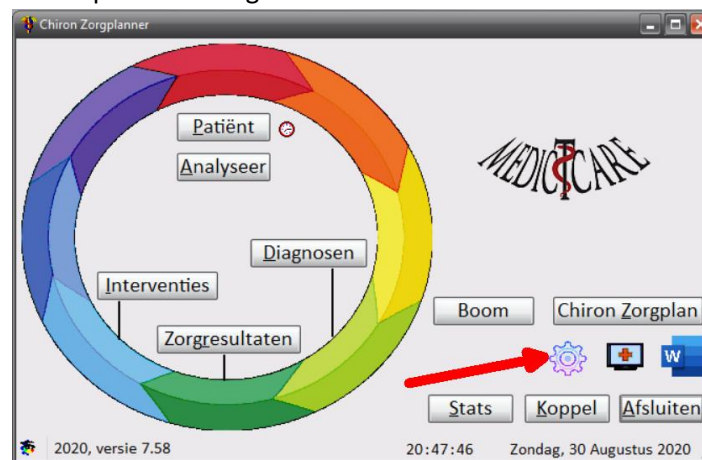 Chiron Zorgplanner
Patiënt
Analyseer
MEDICTCARE
Diagnosen
Interventies
Boom
Chiron Zorgplan
Zorgresultaten
W
Stats
Koppel
Afsluiten
2020, versie 7.58
20:47:46
Zondag, 30 Augustus 2020